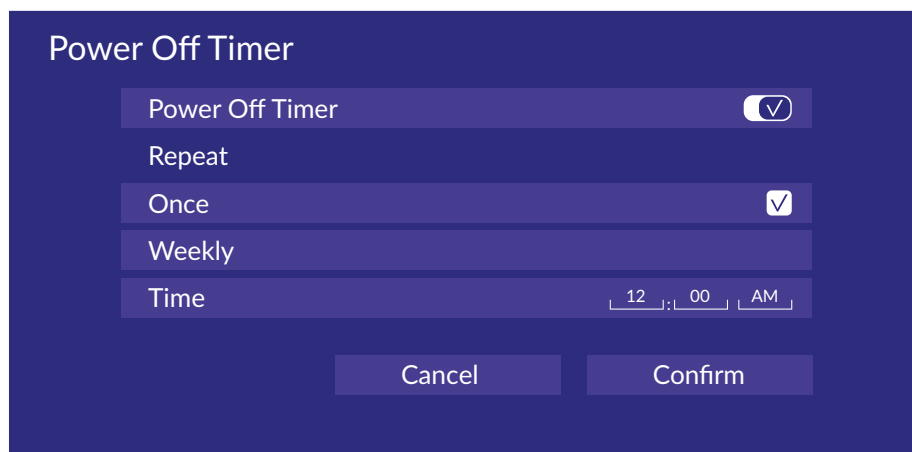 Power Off Timer
Power Off Timer
Repeat
Once
Weekly
Time 12 : 00 AM
Cancel Confirm